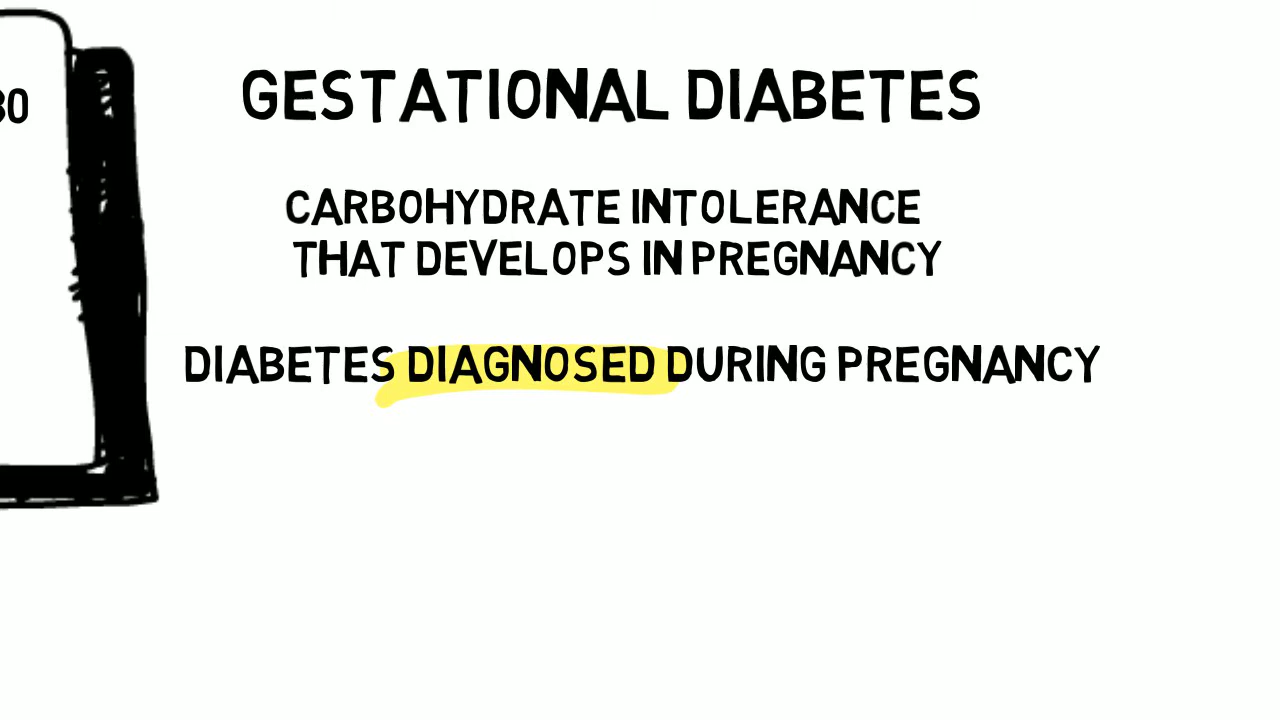 GESTATIONAL DIABETES
CARBOHYDRATE INTOLERANCE
THAT DEVELOPS IN PREGNANCY
DIABETES DIAGNOSED DURING PREGNANCY